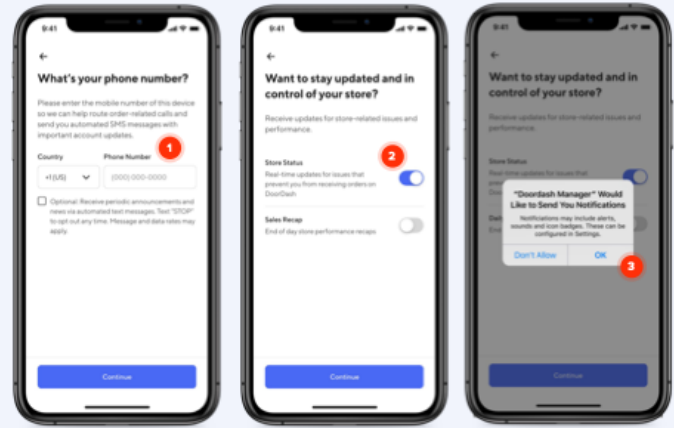 9:41
What's your phone number?
Please enter the mobile number of this device
so we can help route order-related calls and
send you automated SMS messages with
important account updates.
1
Country
Phone Number
+1 (US)
(000) 000-0000
Optional: Receive periodic announcements and
news via automated text messages. Text "STOP"
to opt out any time. Message and data rates may
apply.
Continue
9:41
Want to stay updated and in
control of your store?
Receive updates for store-related issues and
performance.
2
Store Status
Real-time updates for issues that
prevent you from receiving orders on
DoorDash
Sales Recap
End of day store performance recaps
Continue
9:41
Want to stay updated and in
control of your store?
Receive updates for store-related issues and
performance.
Store Status
Real-time updates for issues that
"Doordash Manager" Would
Like to Send You Notifications
Notifications may include alerts,
sounds and icon badges. These can be
configured in Settings.
Don't Allow
OK
3
Continue